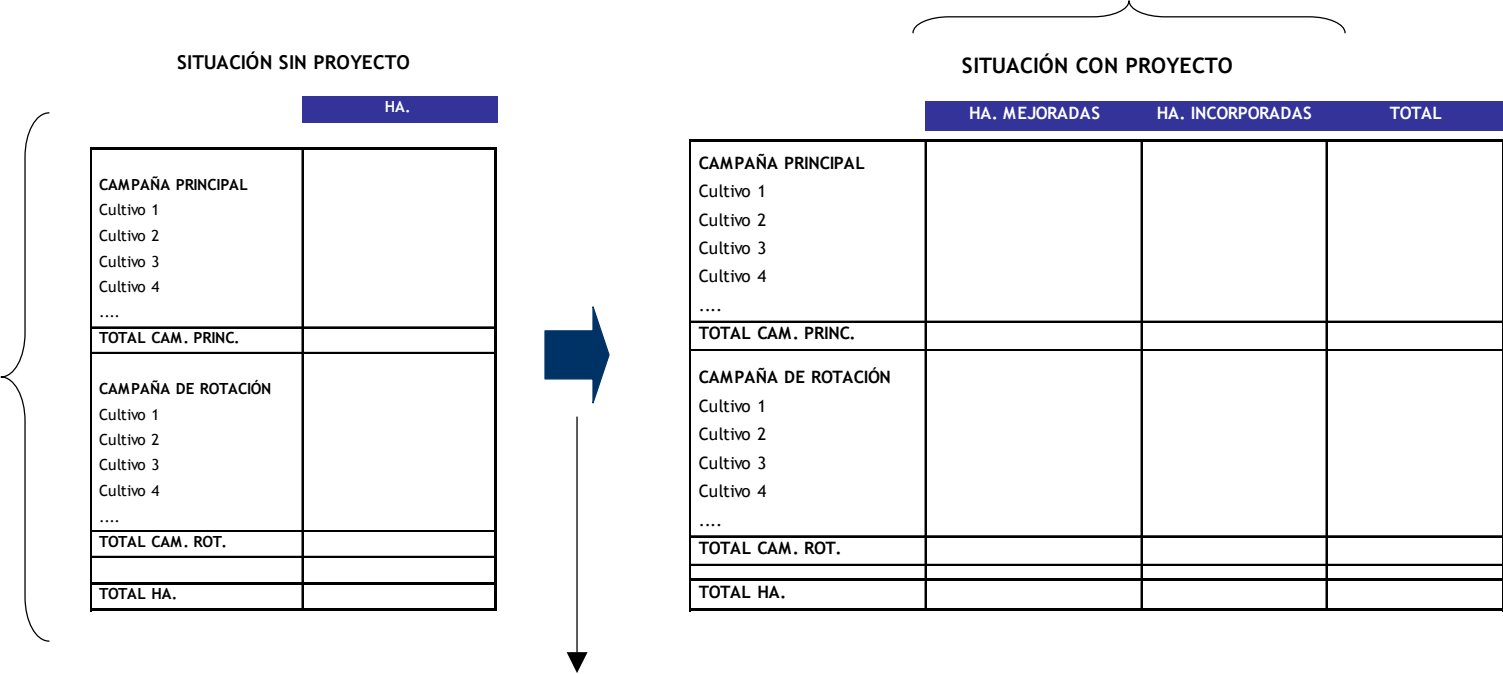 SITUACIÓN SIN PROYECTO
HA.
CAMPAÑA PRINCIPAL
Cultivo 1
Cultivo 2
Cultivo 3
Cultivo 4
....
TOTAL CAM. PRINC.
CAMPAÑA DE ROTACIÓN
Cultivo 1
Cultivo 2
Cultivo 3
Cultivo 4
....
TOTAL CAM. ROT.
TOTAL HA.
SITUACIÓN CON PROYECTO
HA. MEJORADAS HA. INCORPORADAS TOTAL
CAMPAÑA PRINCIPAL
Cultivo 1
Cultivo 2
Cultivo 3
Cultivo 4
....
TOTAL CAM. PRINC.
CAMPAÑA DE ROTACIÓN
Cultivo 1
Cultivo 2
Cultivo 3
Cultivo 4
....
TOTAL CAM. ROT.
TOTAL HA.